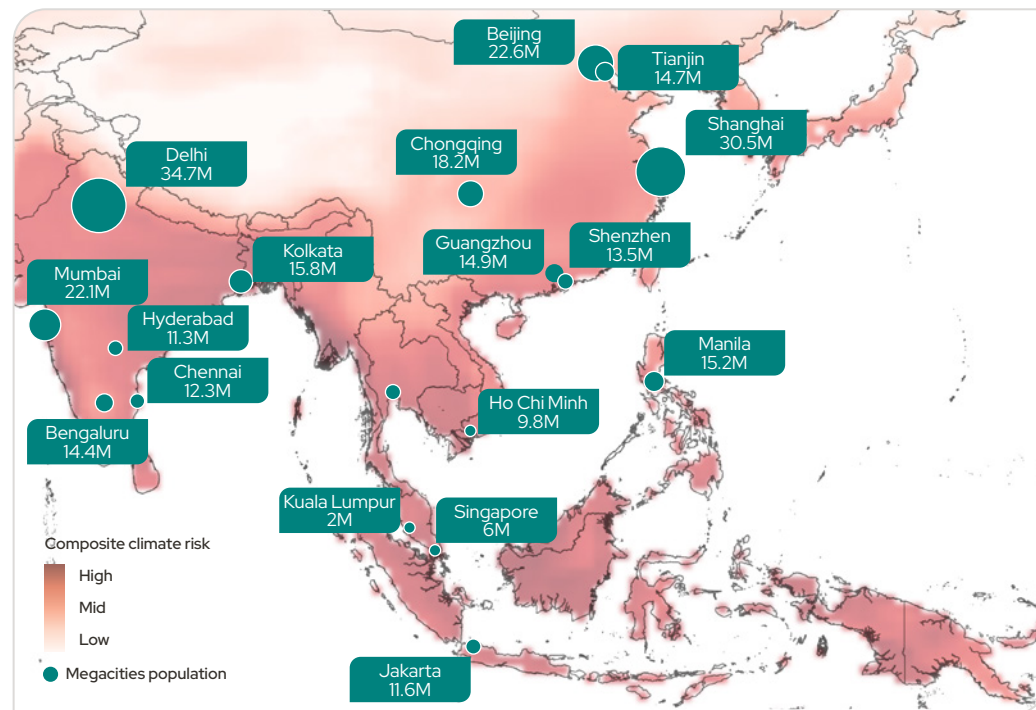 Beijing
22.6M
Tianjin
14.7M
Shanghai
30.5M
Chongqing
18.2M
Delhi
34.7M
Kolkata
15.8M
Guangzhou
14.9M
Shenzhen
13.5M
Mumbai
22.1M
Hyderabad
11.3M
Chennai
12.3M
Bengaluru
14.4M
Manila
15.2M
Ho Chi Minh
9.8M
Kuala Lumpur
2M
Singapore
6M
Jakarta
11.6M
Composite climate risk
High
Mid
Low
Megacities population